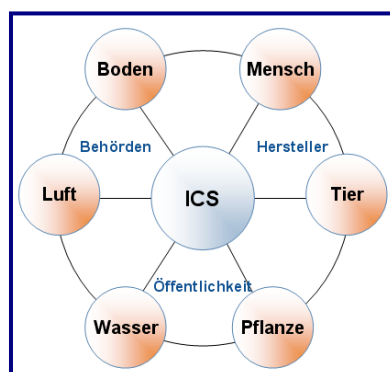 Boden
Mensch
Behörden
Hersteller
Luft
ICS
Tier
Öffentlichkeit
Wasser
Pflanze